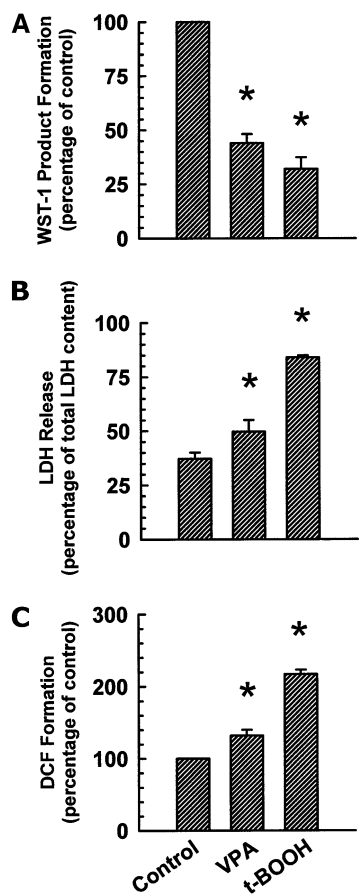 A
WST-1 Product Formation
(percentage of control)
100
75
50
25
0
*
*
B
LDH Release
(percentage of total LDH content)
100
75
50
25
0
*
*
C
DCF Formation
(percentage of control)
300
200
100
0
*
*
Control
VPA
t-BOOH